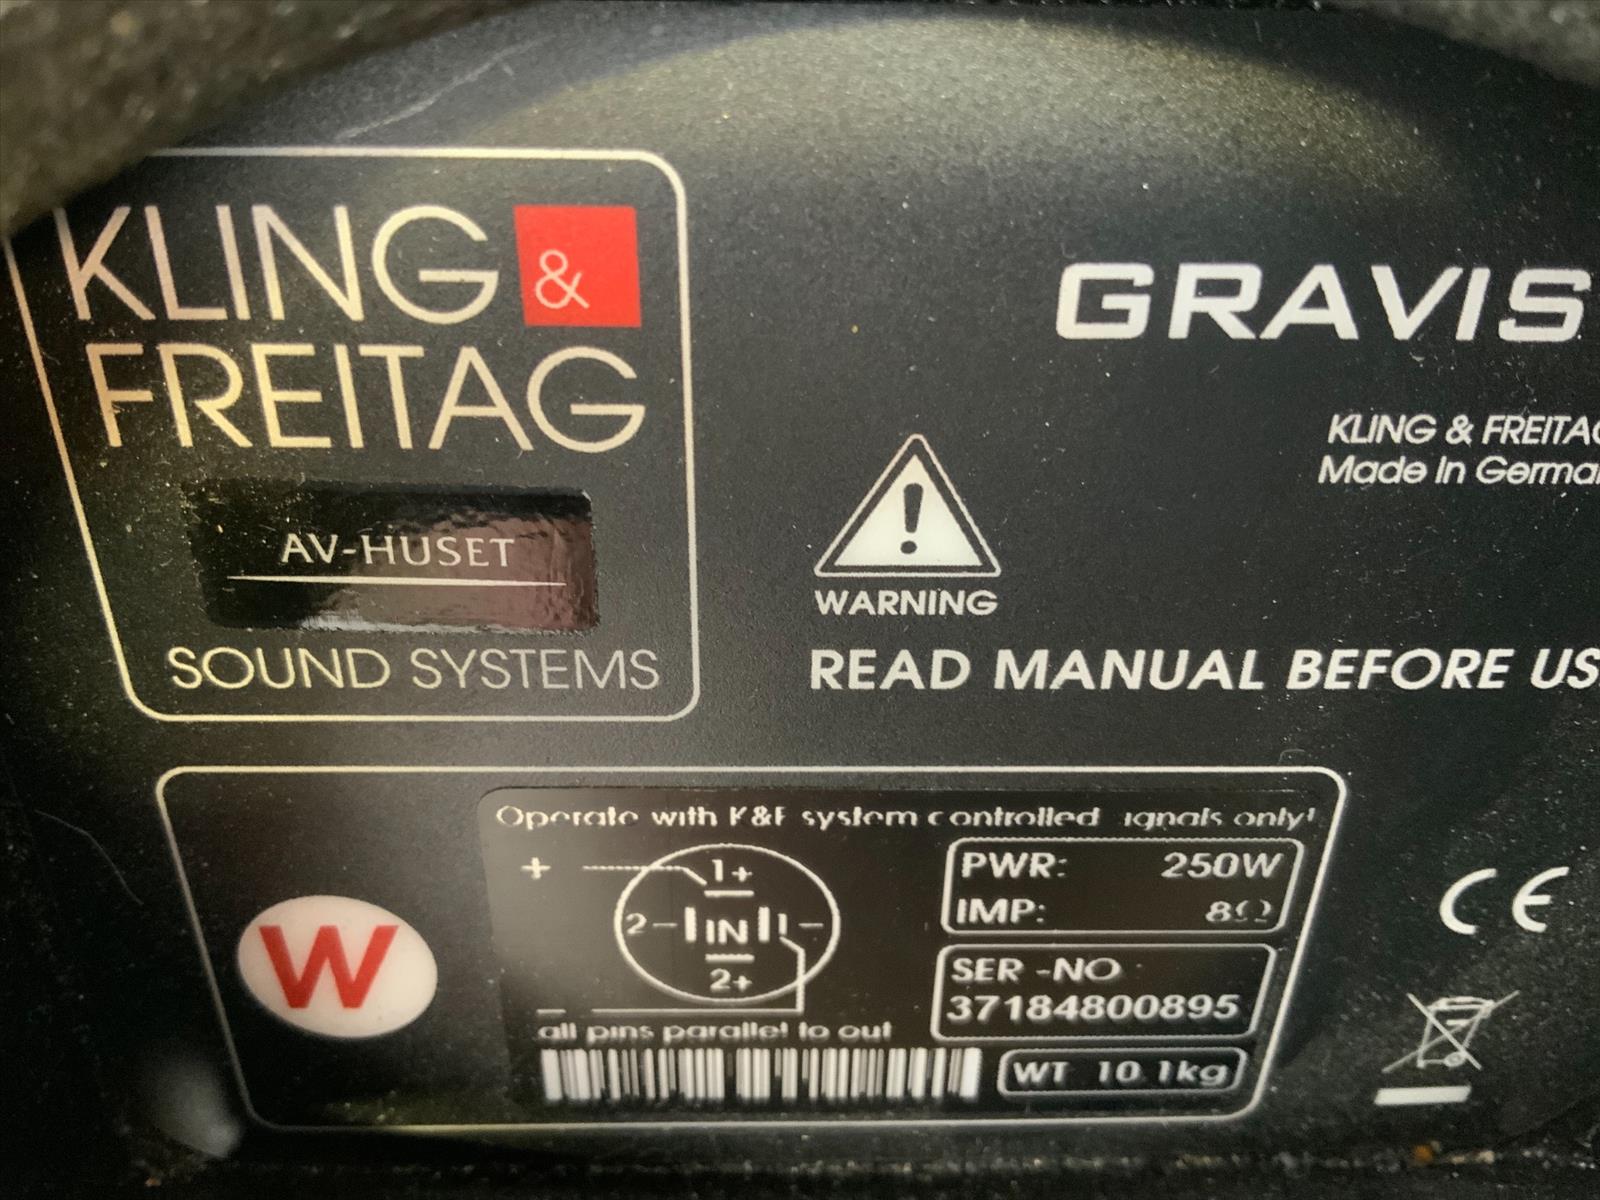 KLING &
FREITAG
AV-HUSET
SOUND SYSTEMS
GRAVIS
KLING & FREITAG
Made In German
WARNING
READ MANUAL BEFORE US
W
Operate with K&F system controlled signals only!
+ 1+
2- IN 1-
2+
-
all pins parallel to out
PWR: 250W
IMP: 8Ω
SER -NO
37184800895
WT 10.1kg
CE